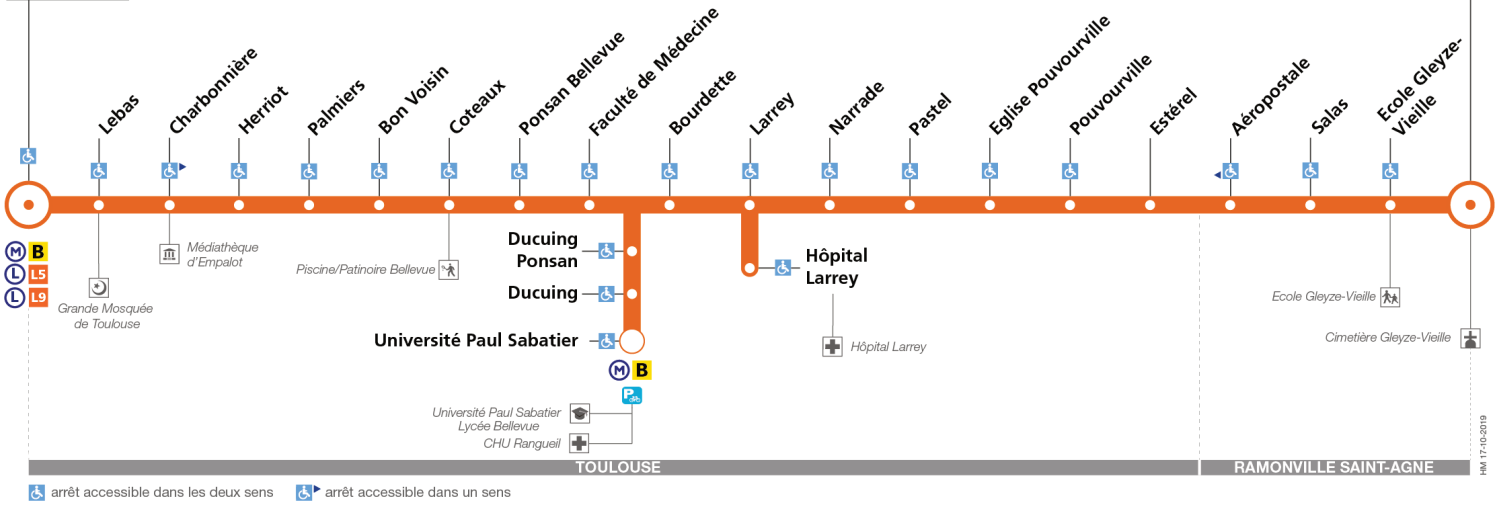 Lebas
Charbonnière
Herriot
Palmiers
Bon Voisin
Coteaux
Ponsan Bellevue
Faculté de Médecine
Bourdette
Larrey
Narrade
Pastel
Eglise Pouvourville
Pouvourville
Estérel
Aéropostale
Salas
Ecole Gleyze-
Vieille
M B
L L5
L L9
Grande Mosquée
de Toulouse
Médiathèque
d'Empalot
Piscine/Patinoire Bellevue
Ducuing
Ponsan
Ducuing
Université Paul Sabatier
M B
P
Université Paul Sabatier
Lycée Bellevue
CHU Rangueil
Hôpital
Larrey
Hôpital Larrey
Ecole Gleyze-Vieille
Cimetière Gleyze-Vieille
HM 17-10-2019
TOULOUSE
RAMONVILLE SAINT-AGNE
arrêt accessible dans les deux sens
arrêt accessible dans un sens